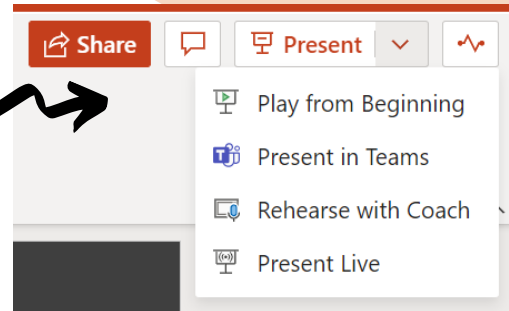 Share
Present
Play from Beginning
Present in Teams
Rehearse with Coach
Present Live